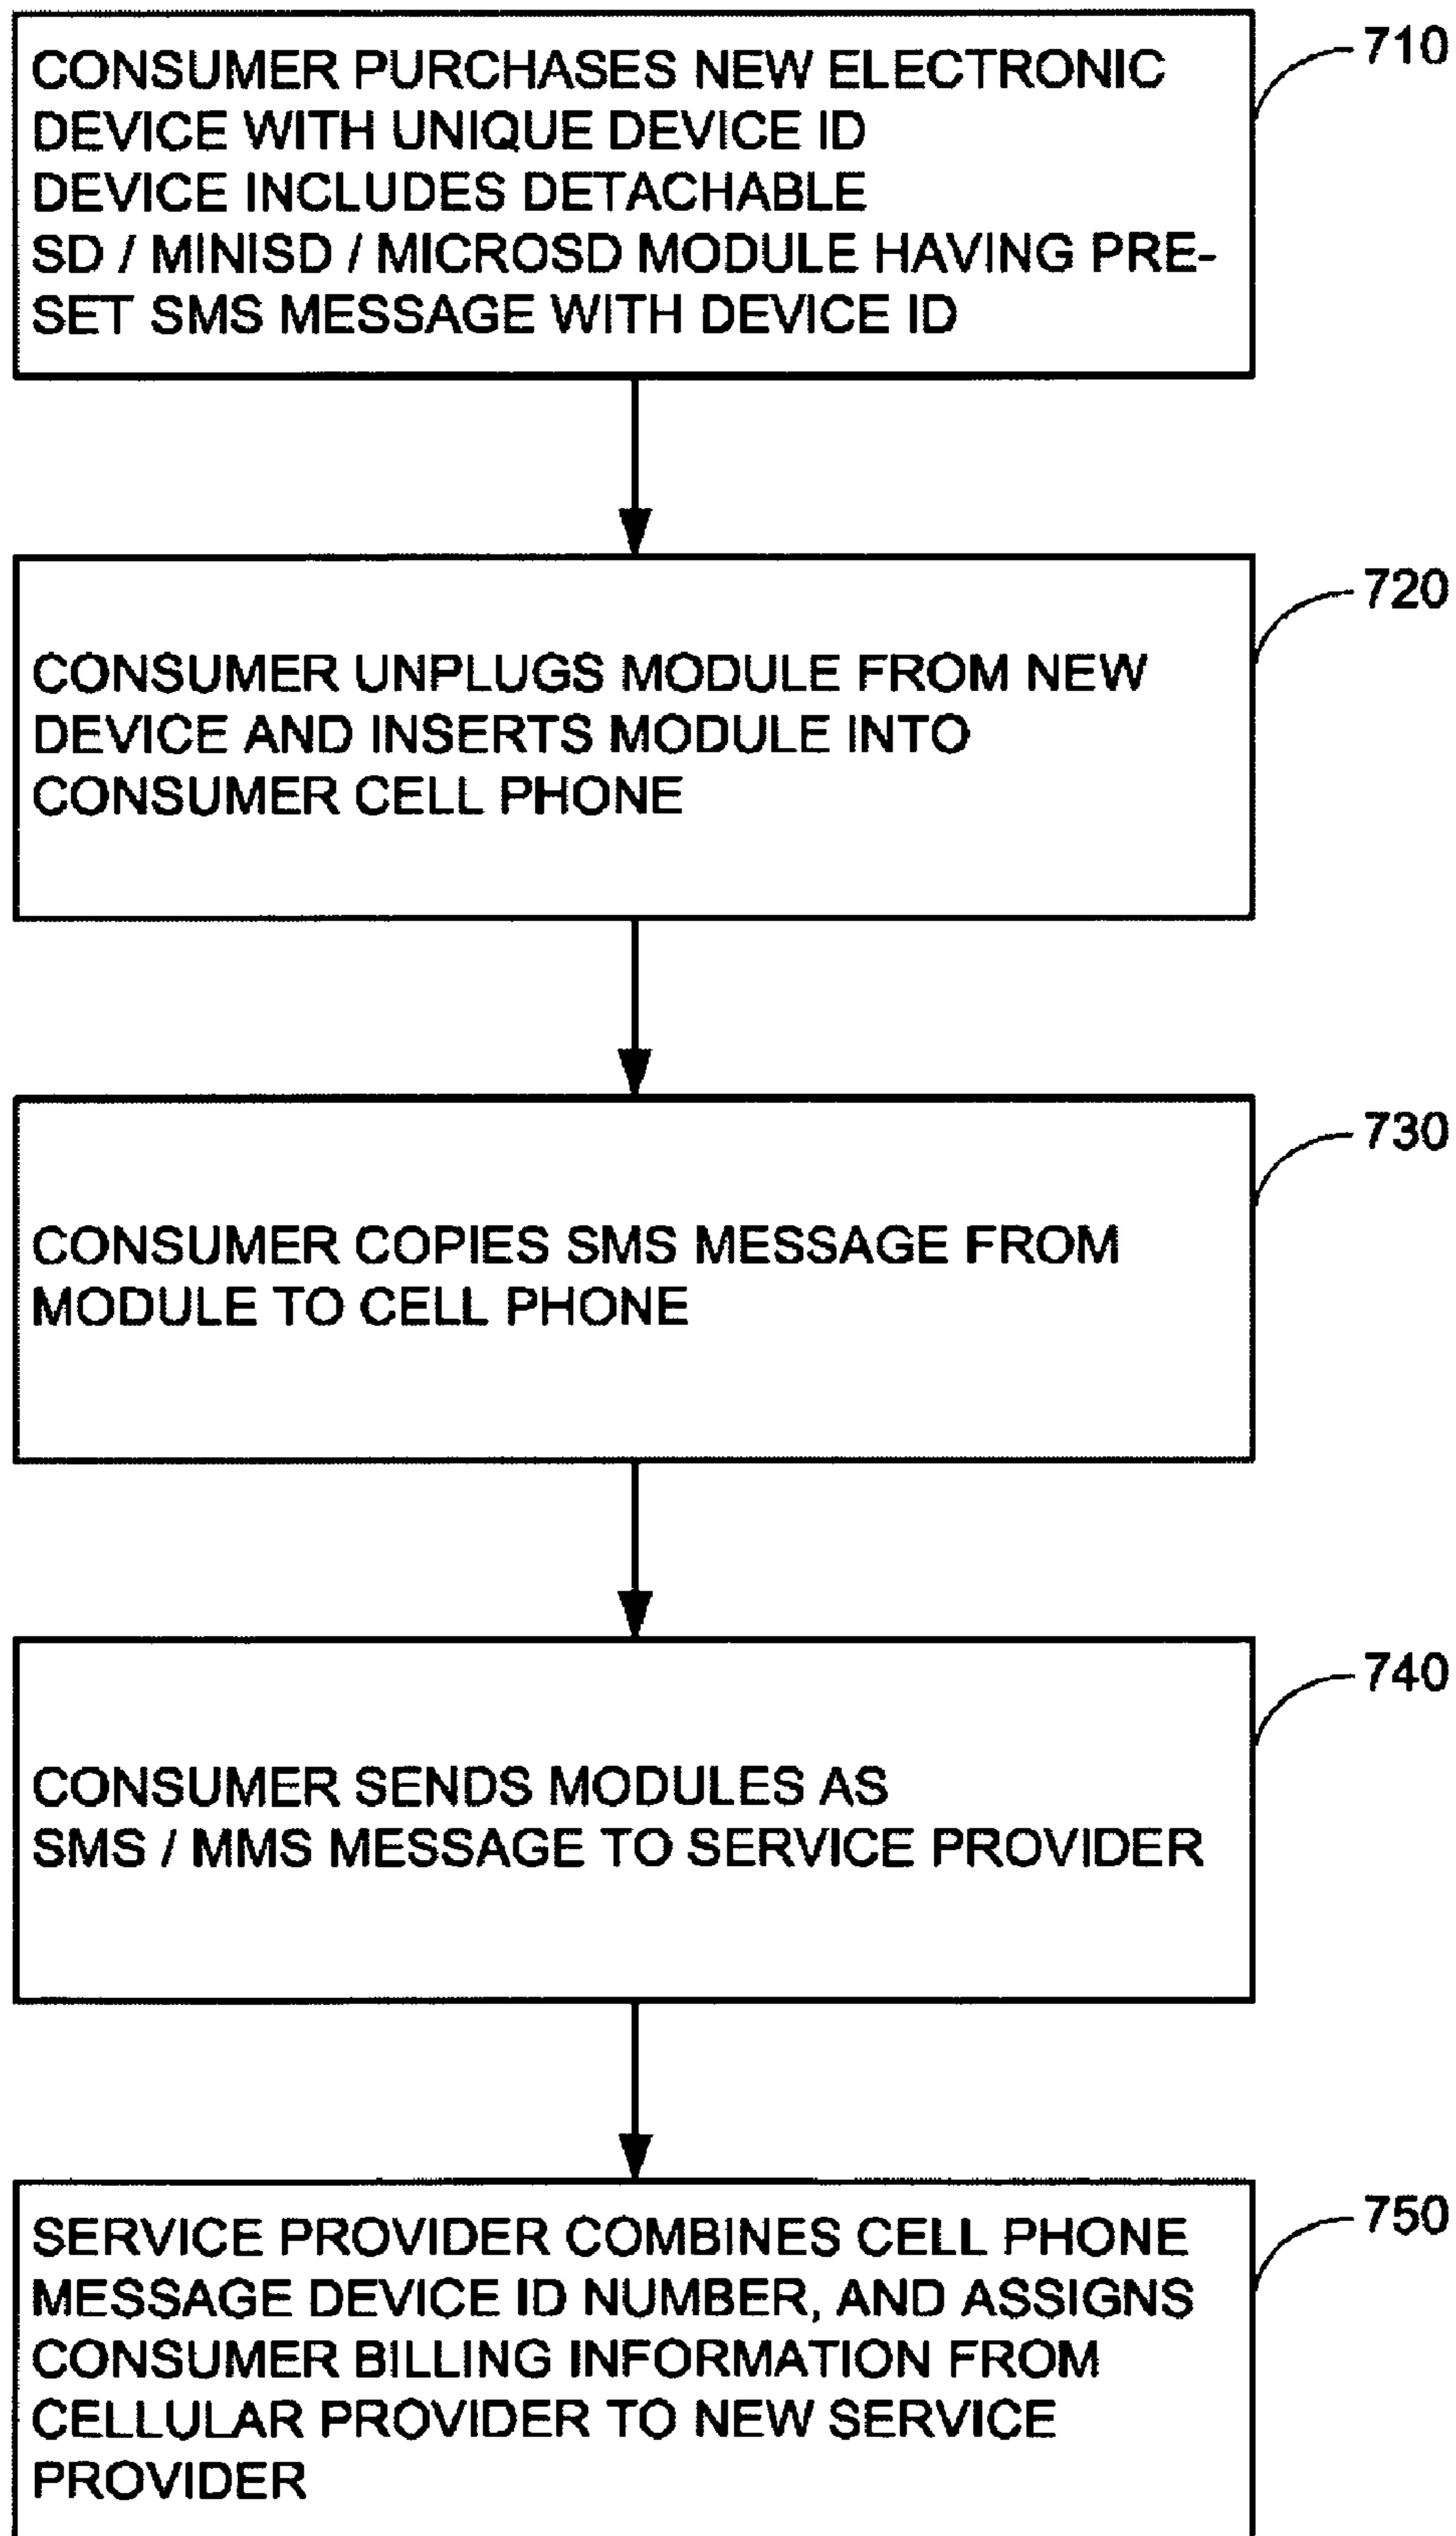 CONSUMER PURCHASES NEW ELECTRONIC
DEVICE WITH UNIQUE DEVICE ID
DEVICE INCLUDES DETACHABLE
SD / MINISD / MICROSD MODULE HAVING PRE-
SET SMS MESSAGE WITH DEVICE ID
710
CONSUMER UNPLUGS MODULE FROM NEW
DEVICE AND INSERTS MODULE INTO
CONSUMER CELL PHONE
720
CONSUMER COPIES SMS MESSAGE FROM
MODULE TO CELL PHONE
730
CONSUMER SENDS MODULES AS
SMS / MMS MESSAGE TO SERVICE PROVIDER
740
SERVICE PROVIDER COMBINES CELL PHONE
MESSAGE DEVICE ID NUMBER, AND ASSIGNS
CONSUMER BILLING INFORMATION FROM
CELLULAR PROVIDER TO NEW SERVICE
PROVIDER
750